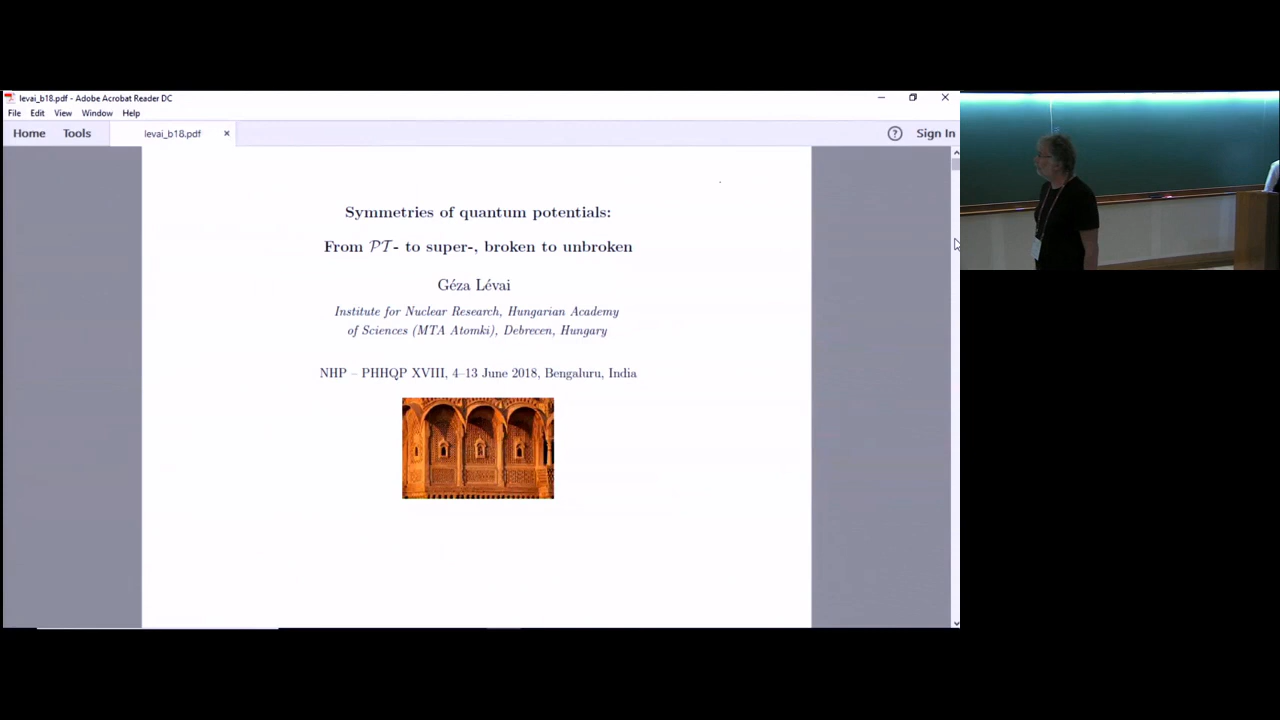 levai_b18.pdf - Adobe Acrobat Reader DC
File Edit View Window Help
Home Tools levai_b18.pdf × ? Sign In
Symmetries of quantum potentials:
From 𝒫𝒯- to super-, broken to unbroken
Géza Lévai
Institute for Nuclear Research, Hungarian Academy
of Sciences (MTA Atomki), Debrecen, Hungary
NHP – PHHQP XVIII, 4–13 June 2018, Bengaluru, India